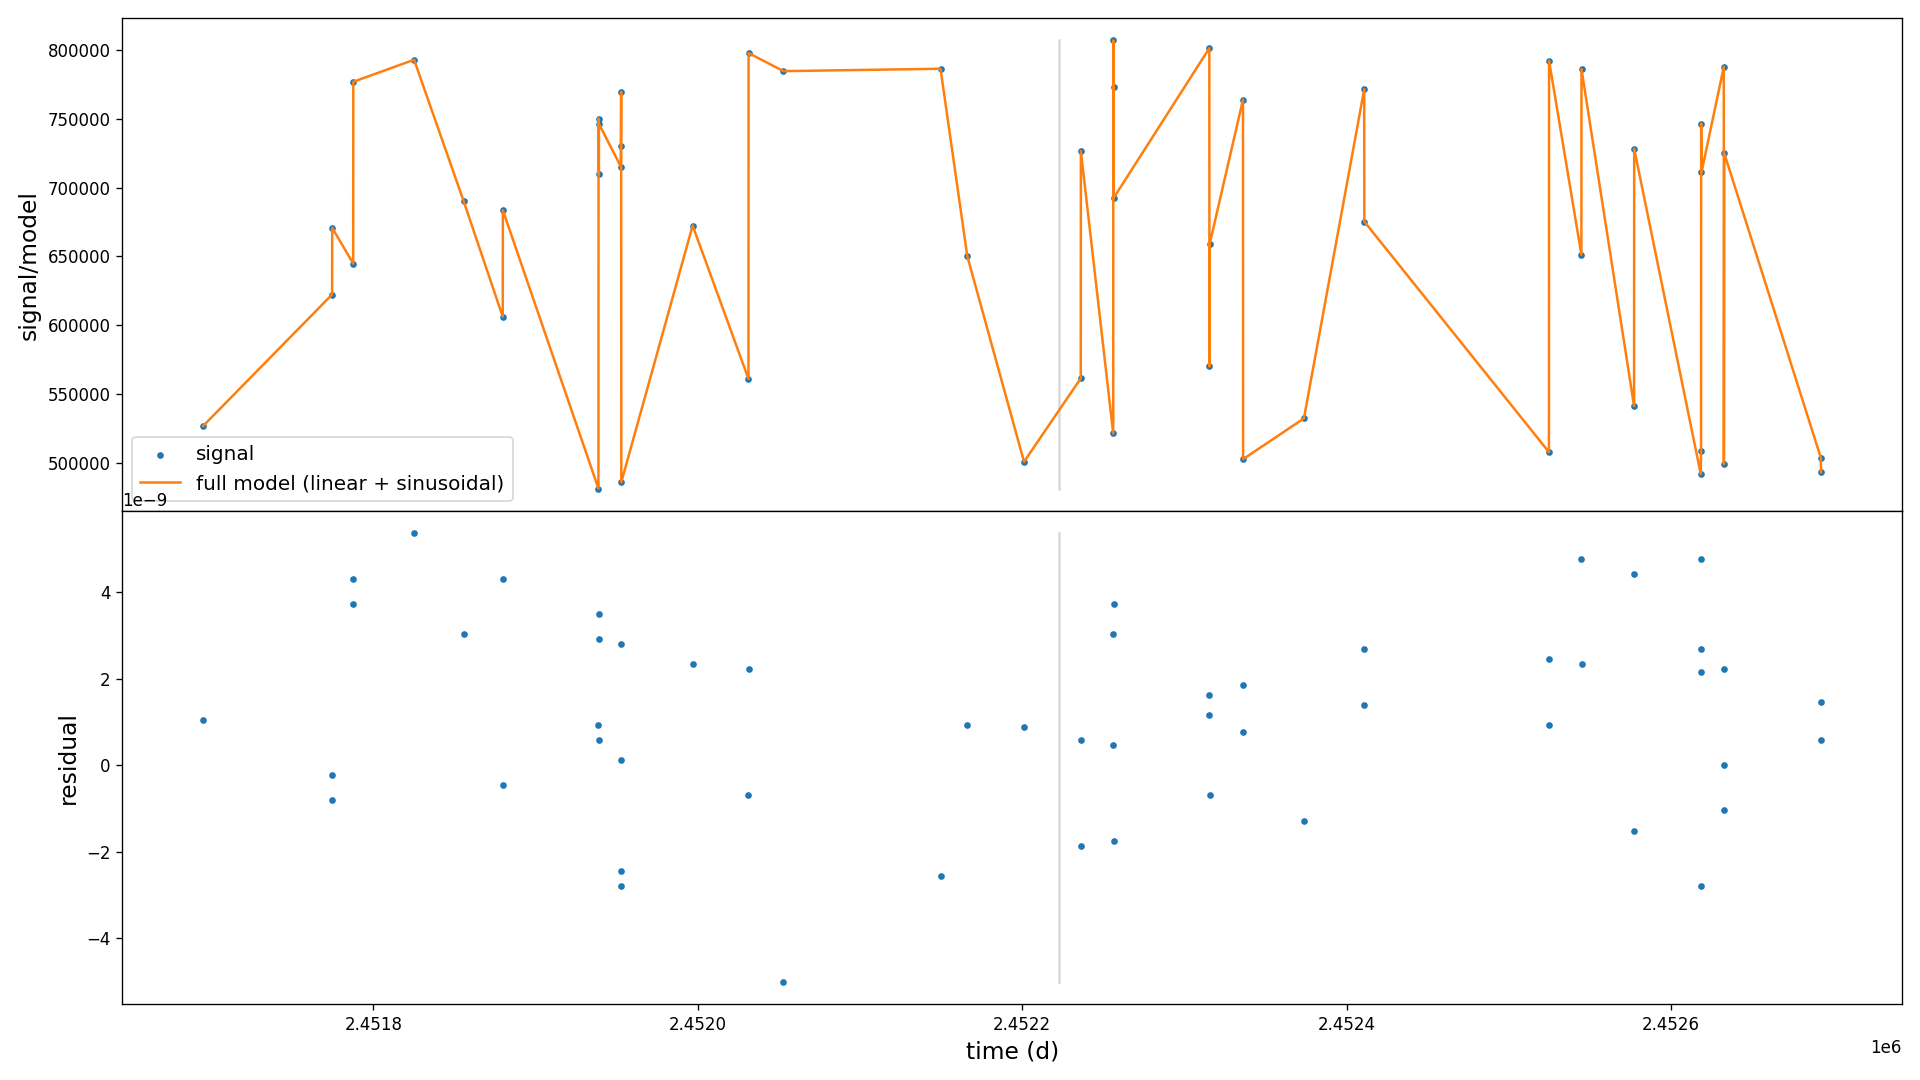 800000
750000
700000
650000
600000
550000
500000
signal/model
signal
full model (linear + sinusoidal)
1e−9
4
2
0
−2
−4
residual
2.4518
2.4520
2.4522
2.4524
2.4526
time (d)
1e6